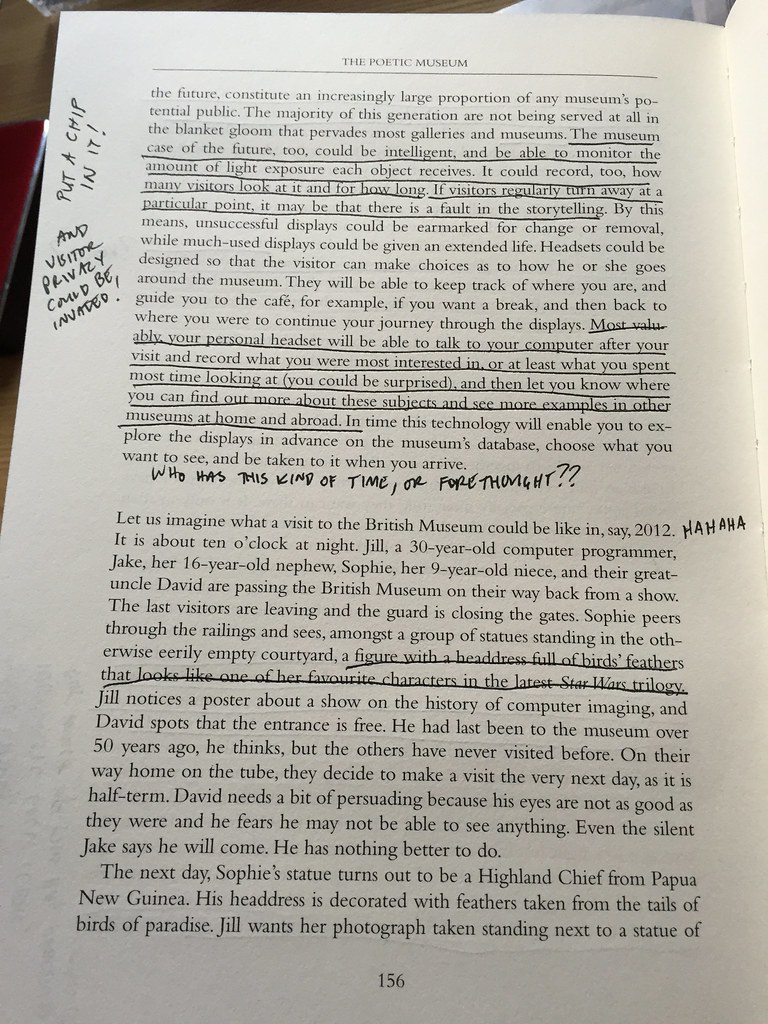 THE POETIC MUSEUM
the future, constitute an increasingly large proportion of any museum's po-
tential public. The majority of this generation are not being served at all in
the blanket gloom that pervades most galleries and museums. The museum
case of the future, too, could be intelligent, and be able to monitor the
amount of light exposure each object receives. It could record, too, how
many visitors look at it and for how long. If visitors regularly turn away at a
particular point, it may be that there is a fault in the storytelling. By this
means, unsuccessful displays could be earmarked for change or removal,
while much-used displays could be given an extended life. Headsets could be
designed so that the visitor can make choices as to how he or she goes
around the museum. They will be able to keep track of where you are, and
guide you to the café, for example, if you want a break, and then back to
where you were to continue your journey through the displays. Most valu-
ably, your personal headset will be able to talk to your computer after your
visit and record what you were most interested in, or at least what you spent
most time looking at (you could be surprised), and then let you know where
you can find out more about these subjects and see more examples in other
museums at home and abroad. In time this technology will enable you to ex-
plore the displays in advance on the museum's database, choose what you
want to see, and be taken to it when you arrive.
PUT A CHIP
IN IT!
AND
VISITOR
PRIVACY
COULD BE
INVADED.
WHO HAS THIS KIND OF TIME, OR FORETHOUGHT??
Let us imagine what a visit to the British Museum could be like in, say, 2012. HAHAHA
It is about ten o'clock at night. Jill, a 30-year-old computer programmer,
Jake, her 16-year-old nephew, Sophie, her 9-year-old niece, and their great-
uncle David are passing the British Museum on their way back from a show.
The last visitors are leaving and the guard is closing the gates. Sophie peers
through the railings and sees, amongst a group of statues standing in the oth-
erwise eerily empty courtyard, a figure with a headdress full of birds' feathers
that looks like one of her favourite characters in the latest Star Wars trilogy.
Jill notices a poster about a show on the history of computer imaging, and
David spots that the entrance is free. He had last been to the museum over
50 years ago, he thinks, but the others have never visited before. On their
way home on the tube, they decide to make a visit the very next day, as it is
half-term. David needs a bit of persuading because his eyes are not as good as
they were and he fears he may not be able to see anything. Even the silent
Jake says he will come. He has nothing better to do.
The next day, Sophie's statue turns out to be a Highland Chief from Papua
New Guinea. His headdress is decorated with feathers taken from the tails of
birds of paradise. Jill wants her photograph taken standing next to a statue of
156